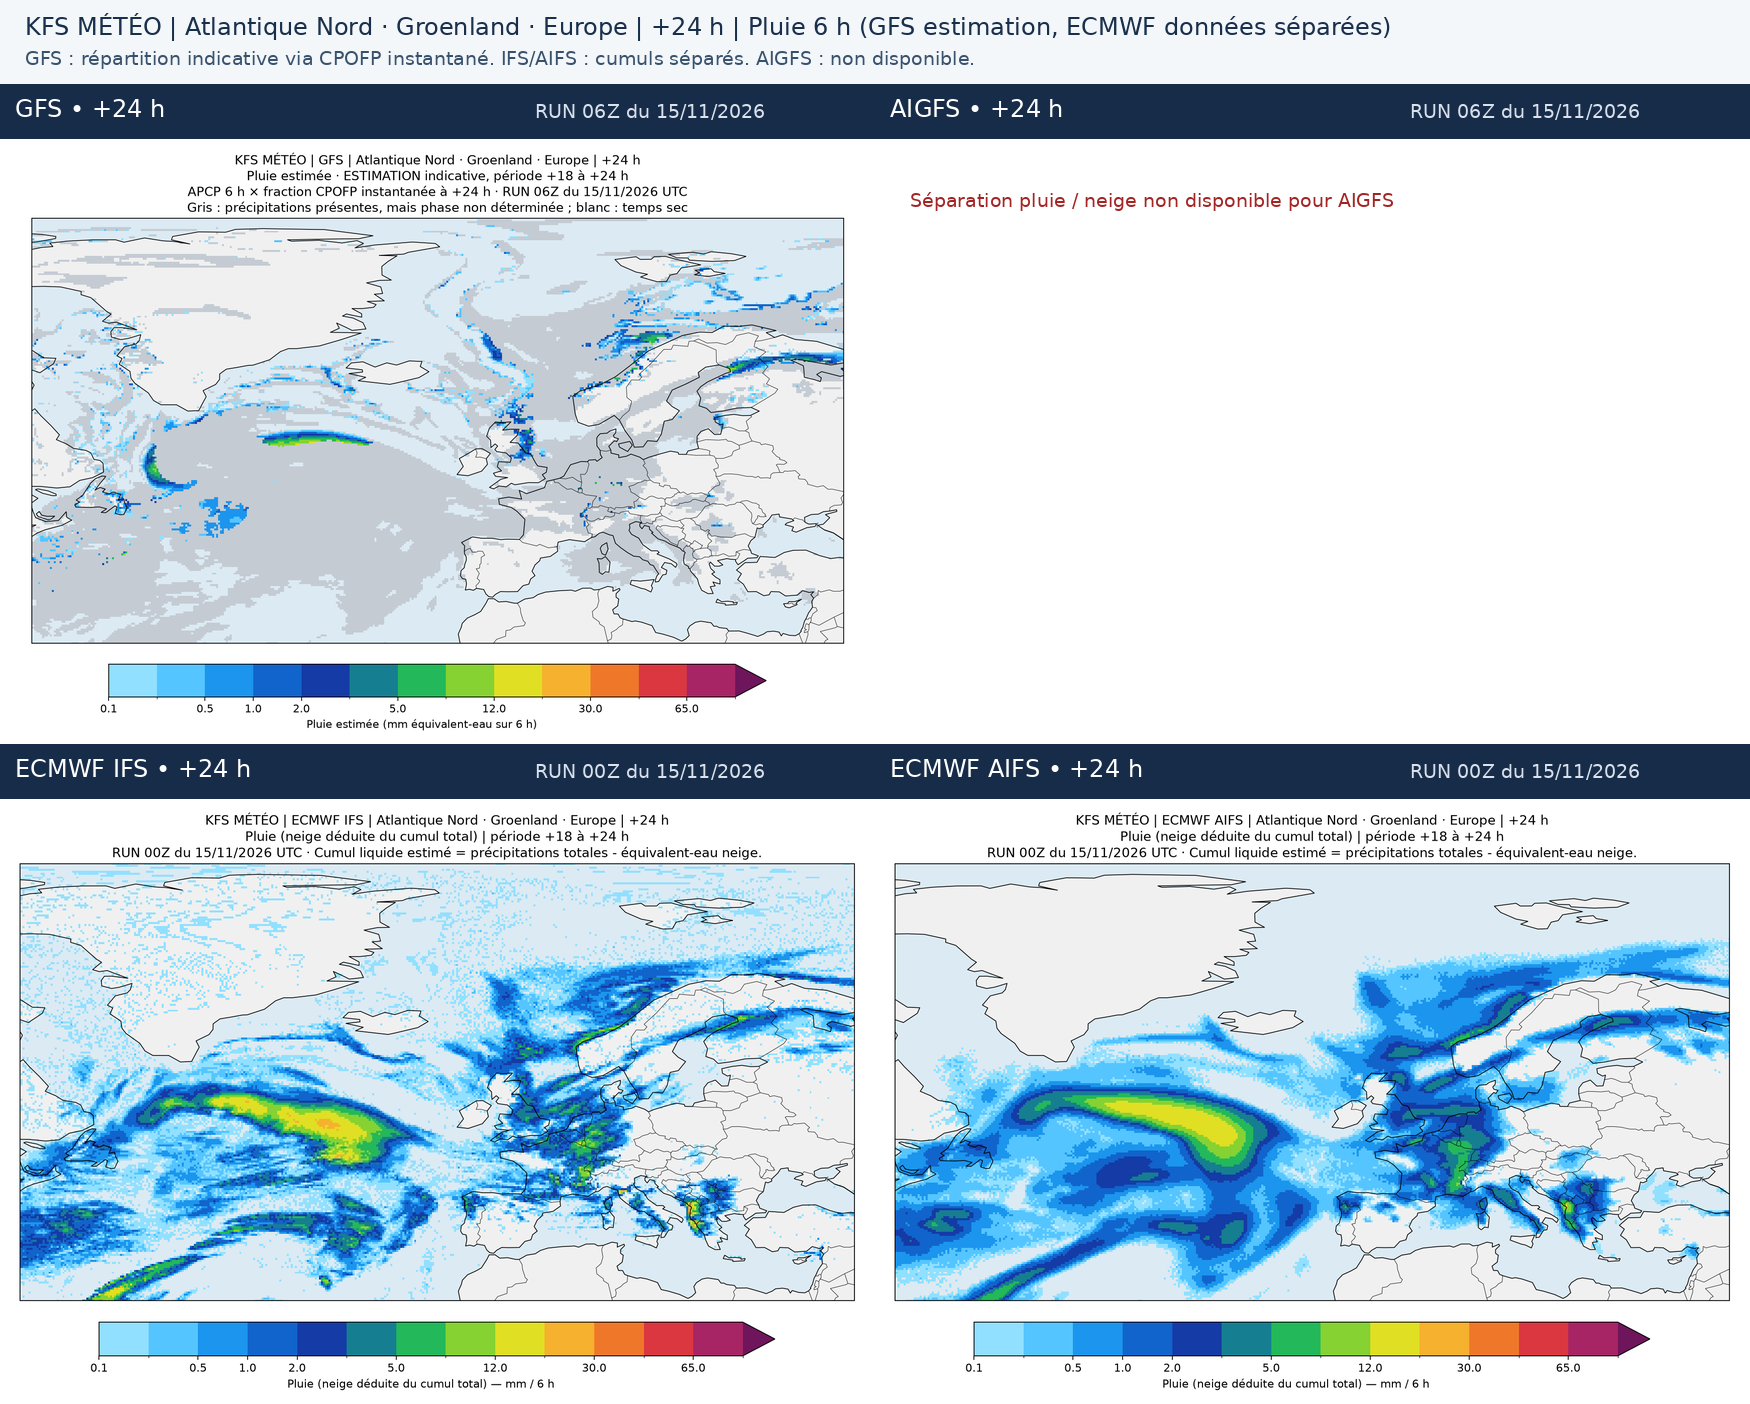 KFS MÉTÉO | Atlantique Nord · Groenland · Europe | +24 h | Pluie 6 h (GFS estimation, ECMWF données séparées)
GFS : répartition indicative via CPOFP instantané. IFS/AIFS : cumuls séparés. AIGFS : non disponible.
GFS • +24 h
RUN 06Z du 15/11/2026
AIGFS • +24 h
RUN 06Z du 15/11/2026
KFS MÉTÉO | GFS | Atlantique Nord · Groenland · Europe | +24 h
Pluie estimée · ESTIMATION indicative, période +18 à +24 h
APCP 6 h × fraction CPOFP instantanée à +24 h · RUN 06Z du 15/11/2026 UTC
Gris : précipitations présentes, mais phase non déterminée ; blanc : temps sec
Séparation pluie / neige non disponible pour AIGFS
0.1 0.5 1.0 2.0 5.0 12.0 30.0 65.0
Pluie estimée (mm équivalent-eau sur 6 h)
ECMWF IFS • +24 h
RUN 00Z du 15/11/2026
ECMWF AIFS • +24 h
RUN 00Z du 15/11/2026
KFS MÉTÉO | ECMWF IFS | Atlantique Nord · Groenland · Europe | +24 h
Pluie (neige déduite du cumul total) | période +18 à +24 h
RUN 00Z du 15/11/2026 UTC · Cumul liquide estimé = précipitations totales - équivalent-eau neige.
0.1 0.5 1.0 2.0 5.0 12.0 30.0 65.0
Pluie (neige déduite du cumul total) — mm / 6 h
KFS MÉTÉO | ECMWF AIFS | Atlantique Nord · Groenland · Europe | +24 h
Pluie (neige déduite du cumul total) | période +18 à +24 h
RUN 00Z du 15/11/2026 UTC · Cumul liquide estimé = précipitations totales - équivalent-eau neige.
0.1 0.5 1.0 2.0 5.0 12.0 30.0 65.0
Pluie (neige déduite du cumul total) — mm / 6 h